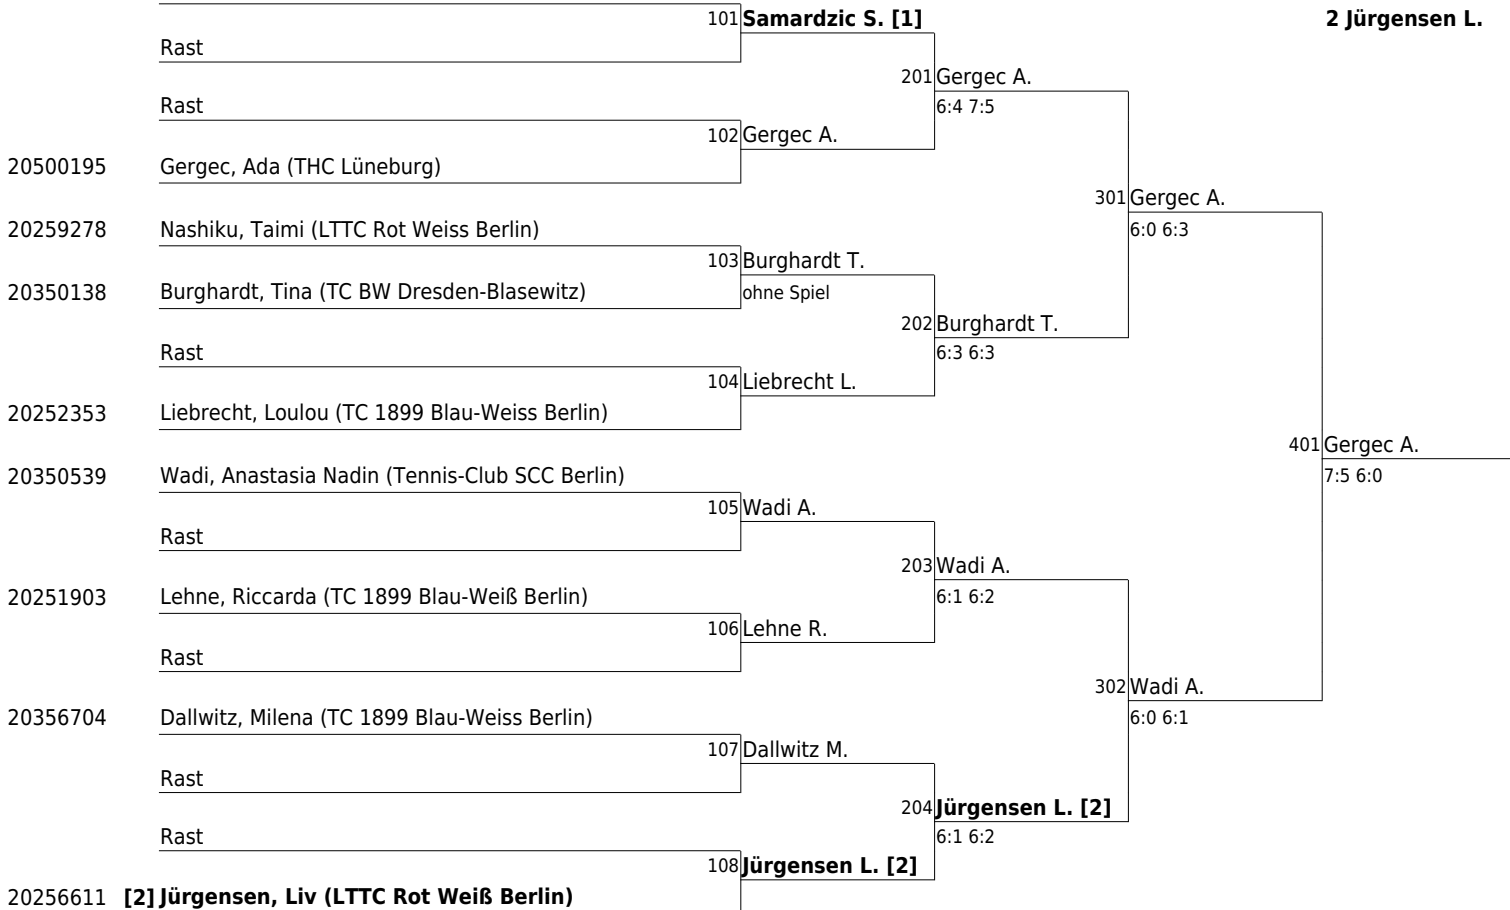 101 Samardzic S. [1]
2 Jürgensen L.
Rast
201 Gergec A.
Rast
6:4 7:5
102 Gergec A.
20500195 Gergec, Ada (THC Lüneburg)
301 Gergec A.
20259278 Nashiku, Taimi (LTTC Rot Weiss Berlin)
6:0 6:3
103 Burghardt T.
20350138 Burghardt, Tina (TC BW Dresden-Blasewitz)
ohne Spiel
202 Burghardt T.
Rast
6:3 6:3
104 Liebrecht L.
20252353 Liebrecht, Loulou (TC 1899 Blau-Weiss Berlin)
401 Gergec A.
20350539 Wadi, Anastasia Nadin (Tennis-Club SCC Berlin)
7:5 6:0
105 Wadi A.
Rast
203 Wadi A.
20251903 Lehne, Riccarda (TC 1899 Blau-Weiß Berlin)
6:1 6:2
106 Lehne R.
Rast
302 Wadi A.
20356704 Dallwitz, Milena (TC 1899 Blau-Weiss Berlin)
6:0 6:1
107 Dallwitz M.
Rast
204 Jürgensen L. [2]
Rast
6:1 6:2
108 Jürgensen L. [2]
20256611 [2] Jürgensen, Liv (LTTC Rot Weiß Berlin)